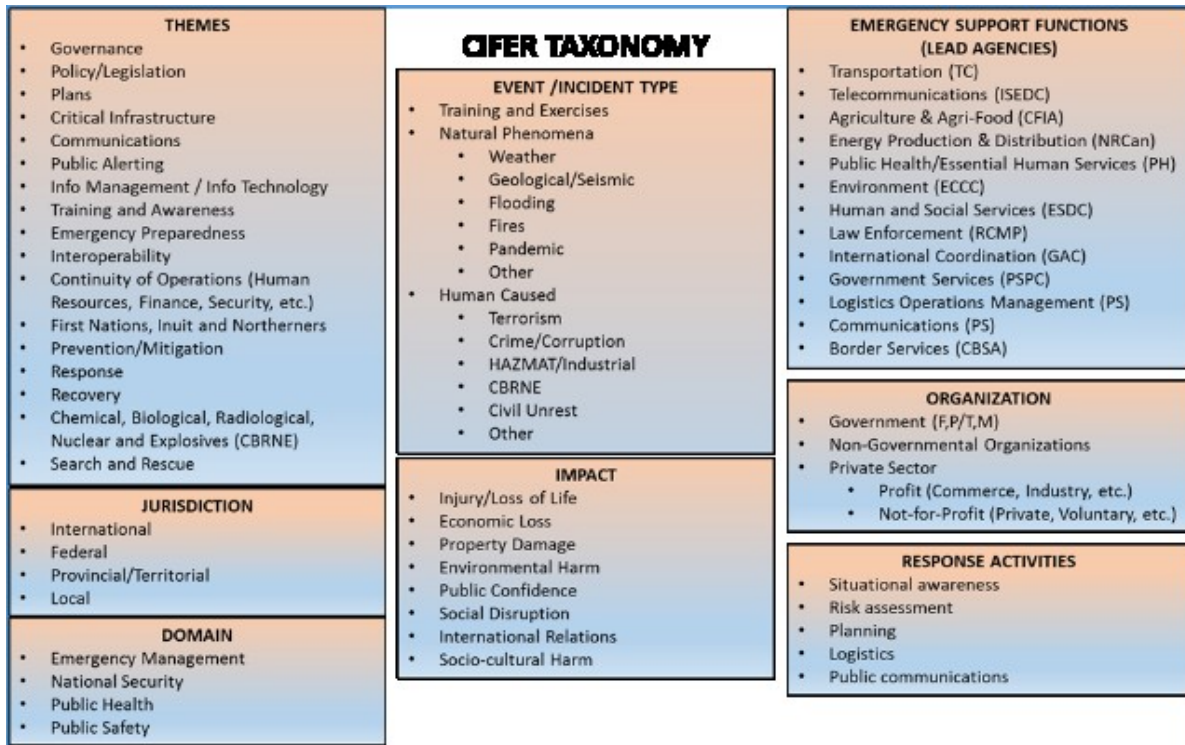 THEMES
• Governance
• Policy/Legislation
• Plans
• Critical Infrastructure
• Communications
• Public Alerting
• Info Management / Info Technology
• Training and Awareness
• Emergency Preparedness
• Interoperability
• Continuity of Operations (Human
Resources, Finance, Security, etc.)
• First Nations, Inuit and Northerners
• Prevention/Mitigation
• Response
• Recovery
• Chemical, Biological, Radiological,
Nuclear and Explosives (CBRNE)
• Search and Rescue
JURISDICTION
• International
• Federal
• Provincial/Territorial
• Local
DOMAIN
• Emergency Management
• National Security
• Public Health
• Public Safety
CIFER TAXONOMY
EVENT /INCIDENT TYPE
• Training and Exercises
• Natural Phenomena
• Weather
• Geological/Seismic
• Flooding
• Fires
• Pandemic
• Other
• Human Caused
• Terrorism
• Crime/Corruption
• HAZMAT/Industrial
• CBRNE
• Civil Unrest
• Other
IMPACT
• Injury/Loss of Life
• Economic Loss
• Property Damage
• Environmental Harm
• Public Confidence
• Social Disruption
• International Relations
• Socio-cultural Harm
EMERGENCY SUPPORT FUNCTIONS
(LEAD AGENCIES)
• Transportation (TC)
• Telecommunications (ISEDC)
• Agriculture & Agri-Food (CFIA)
• Energy Production & Distribution (NRCan)
• Public Health/Essential Human Services (PH)
• Environment (ECCC)
• Human and Social Services (ESDC)
• Law Enforcement (RCMP)
• International Coordination (GAC)
• Government Services (PSPC)
• Logistics Operations Management (PS)
• Communications (PS)
• Border Services (CBSA)
ORGANIZATION
• Government (F,P/T,M)
• Non-Governmental Organizations
• Private Sector
• Profit (Commerce, Industry, etc.)
• Not-for-Profit (Private, Voluntary, etc.)
RESPONSE ACTIVITIES
• Situational awareness
• Risk assessment
• Planning
• Logistics
• Public communications